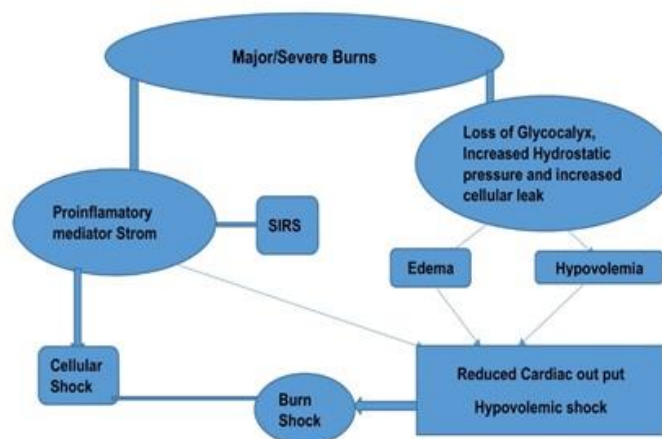 Major/Severe Burns
Loss of Glycocalyx,
Increased Hydrostatic
pressure and increased
cellular leak
Proinflamatory
mediator Strom
SIRS
Edema
Hypovolemia
Cellular
Shock
Burn
Shock
Reduced Cardiac out put
Hypovolemic shock